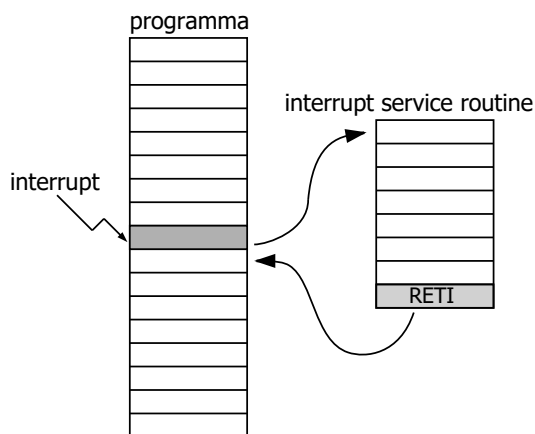 programma
interrupt service routine
interrupt
RETI